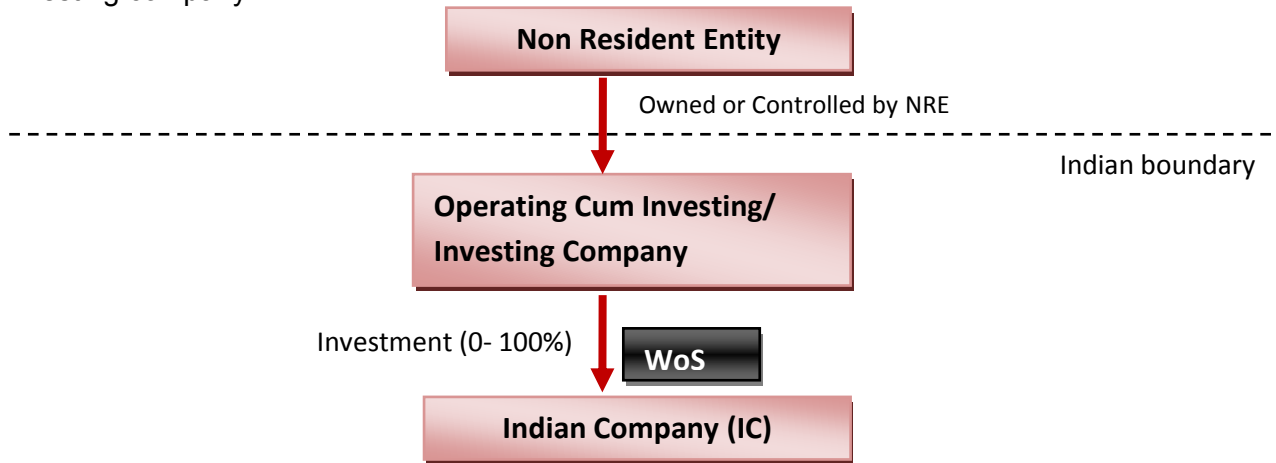 Non Resident Entity
Owned or Controlled by NRE
Indian boundary
Operating Cum Investing/
Investing Company
Investment (0- 100%)
WoS
Indian Company (IC)